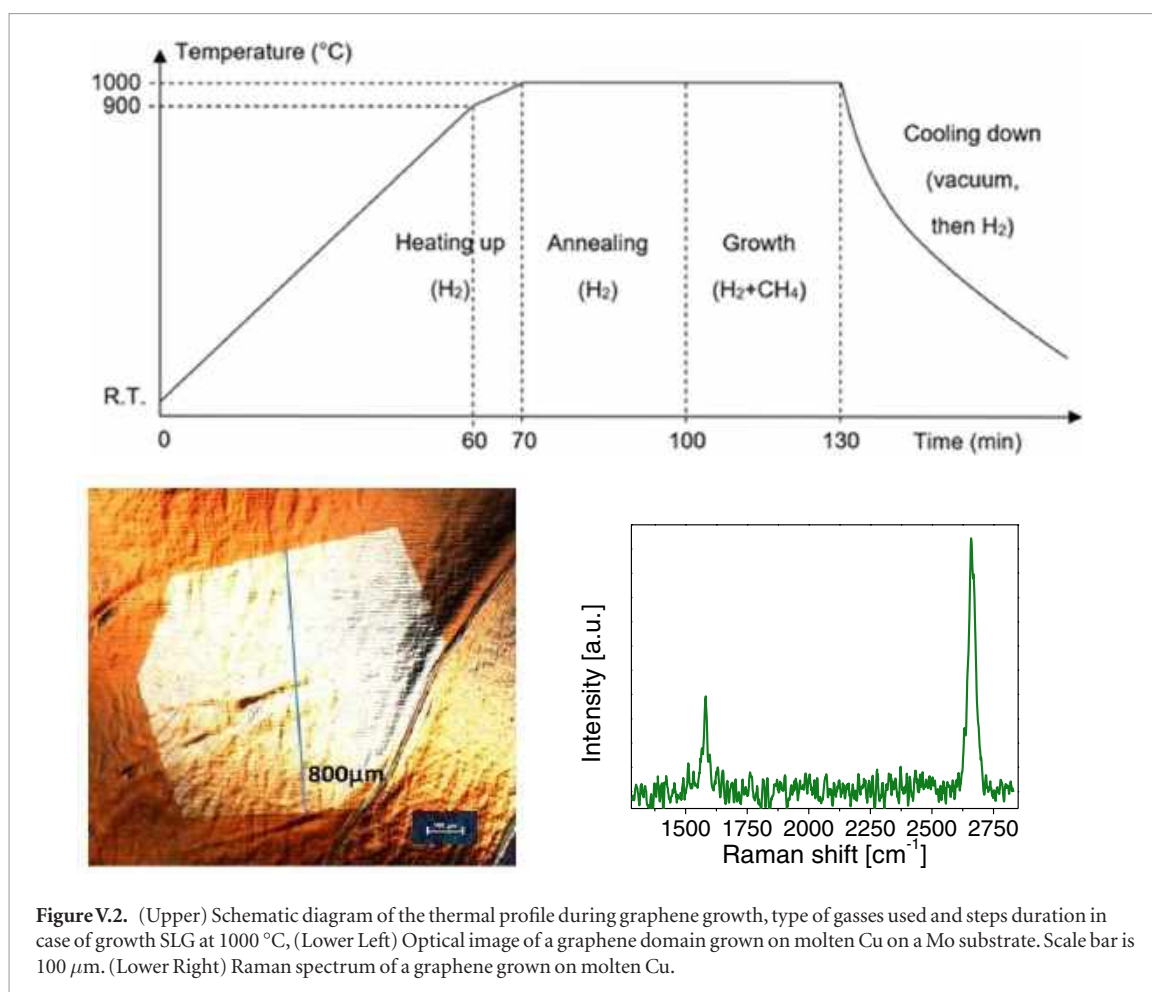 Temperature (°C)
1000
900
R.T.
Heating up
(H₂)
Annealing
(H₂)
Growth
(H₂+CH₄)
Cooling down
(vacuum,
then H₂)
0 60 70 100 130 Time (min)
800µm
100 µm
Intensity [a.u.]
1500 1750 2000 2250 2500 2750
Raman shift [cm⁻¹]
Figure V.2. (Upper) Schematic diagram of the thermal profile during graphene growth, type of gasses used and steps duration in
case of growth SLG at 1000 °C, (Lower Left) Optical image of a graphene domain grown on molten Cu on a Mo substrate. Scale bar is
100 µm. (Lower Right) Raman spectrum of a graphene grown on molten Cu.